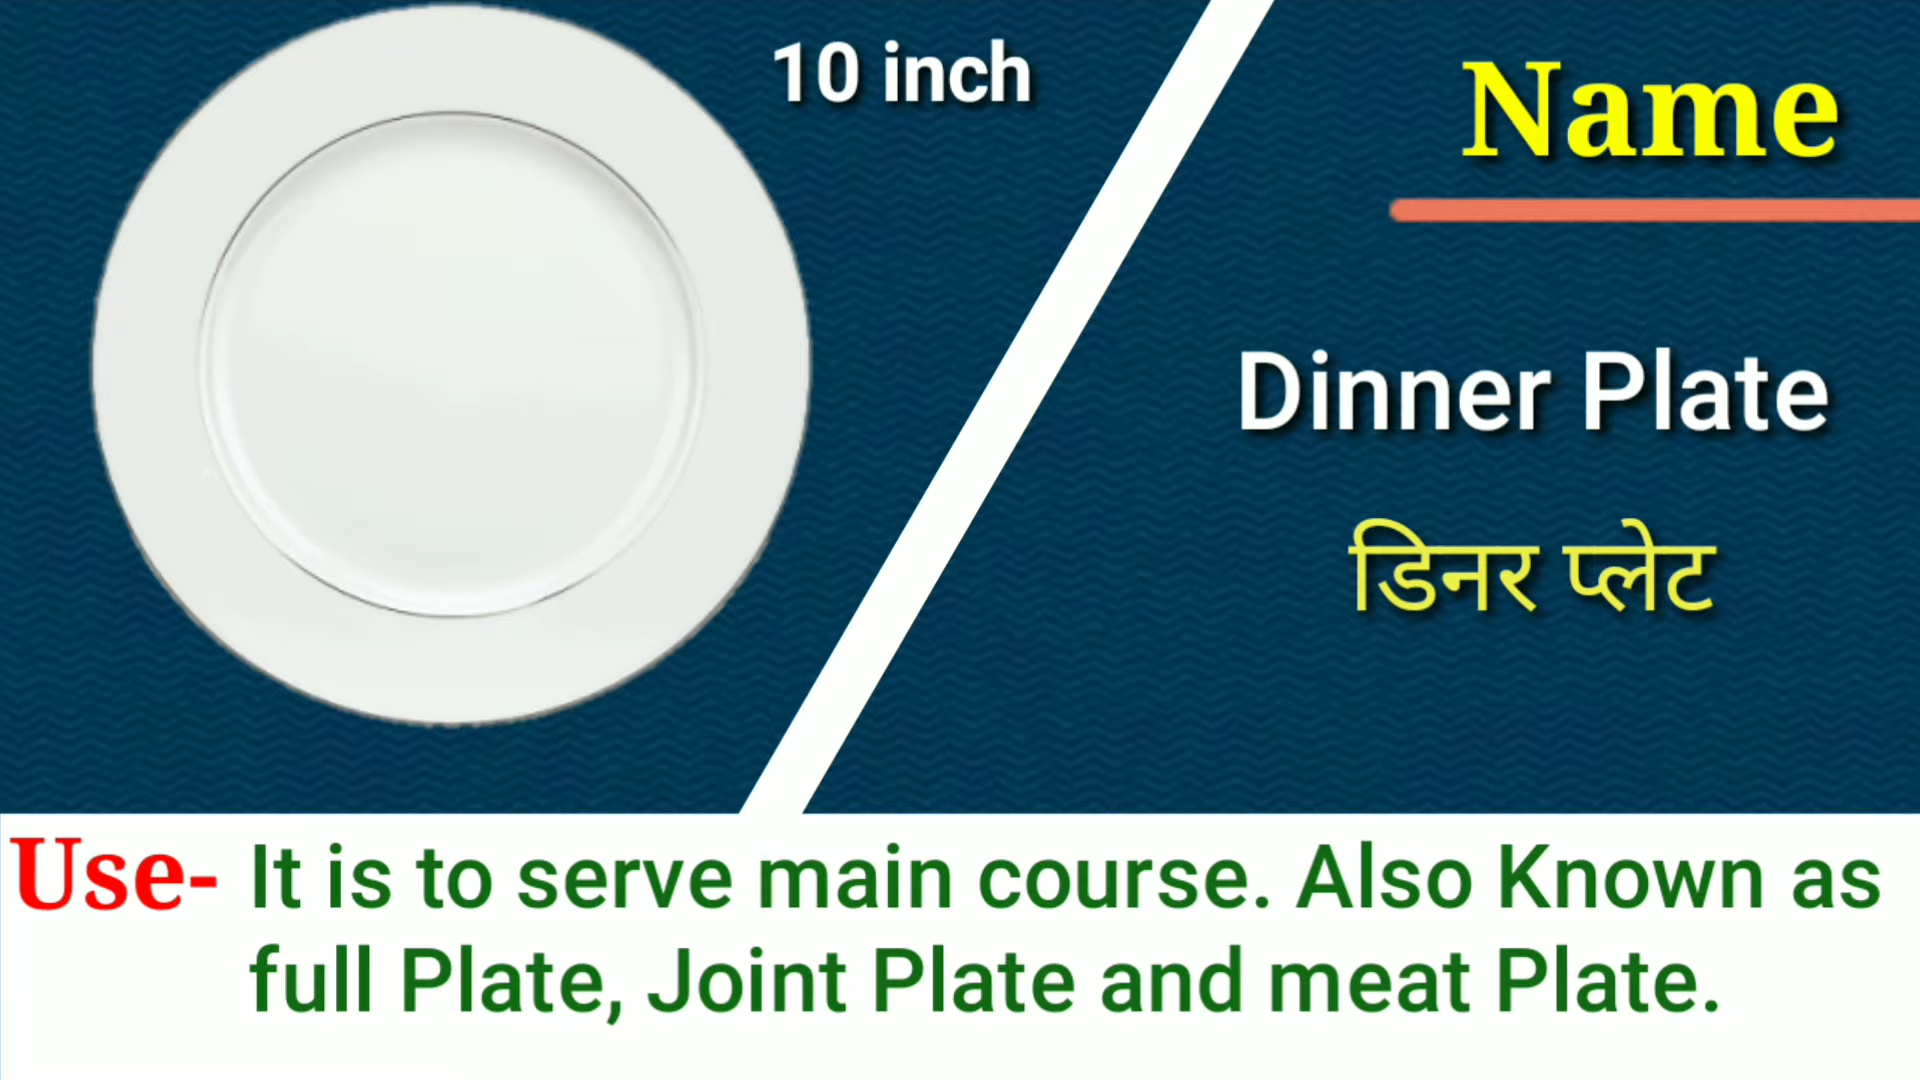 10 inch
Name
Dinner Plate
डिनर प्लेट
Use- It is to serve main course. Also Known as
full Plate, Joint Plate and meat Plate.